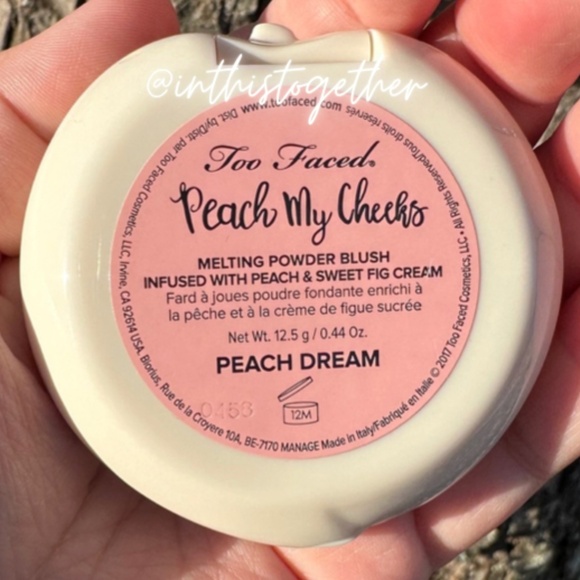 @inthistogether
Too Faced®
Peach My Cheeks
MELTING POWDER BLUSH
INFUSED WITH PEACH & SWEET FIG CREAM
Fard à joues poudre fondante enrichi à
la pêche et à la crème de figue sucrée
Net Wt. 12.5 g / 0.44 Oz.
PEACH DREAM
12M
www.toofaced.com Dist. by/Distr. par Too Faced Cosmetics, LLC, Irvine, CA 92614 USA. Biorius, Rue de la Croyere 10A, BE-7170 MANAGE Made in Italy/Fabriqué en Italie © 2017 Too Faced Cosmetics, LLC • All Rights Reserved/Tous droits réservés